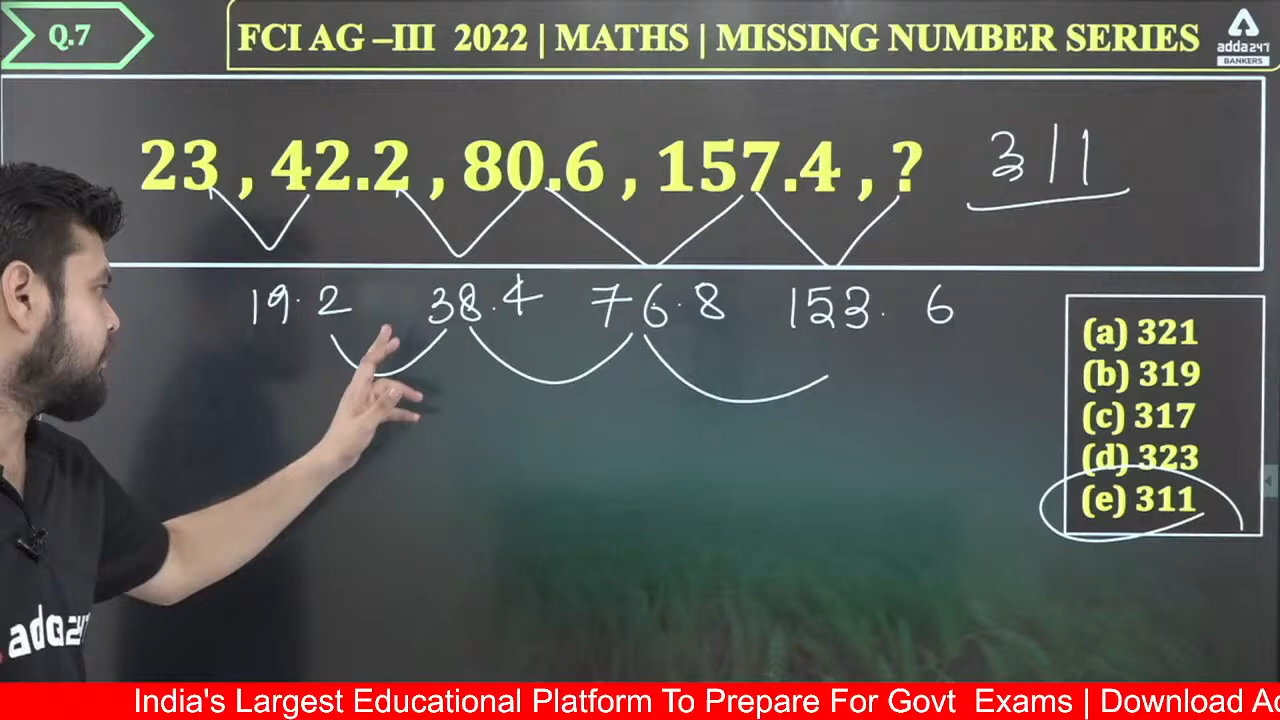 Q.7
FCI AG –III 2022 | MATHS | MISSING NUMBER SERIES
adda247
BANKERS
23 , 42.2 , 80.6 , 157.4 , ? 311
19.2 38.4 76.8 153.6
(a) 321
(b) 319
(c) 317
(d) 323
(e) 311
adda247
India's Largest Educational Platform To Prepare For Govt Exams | Download